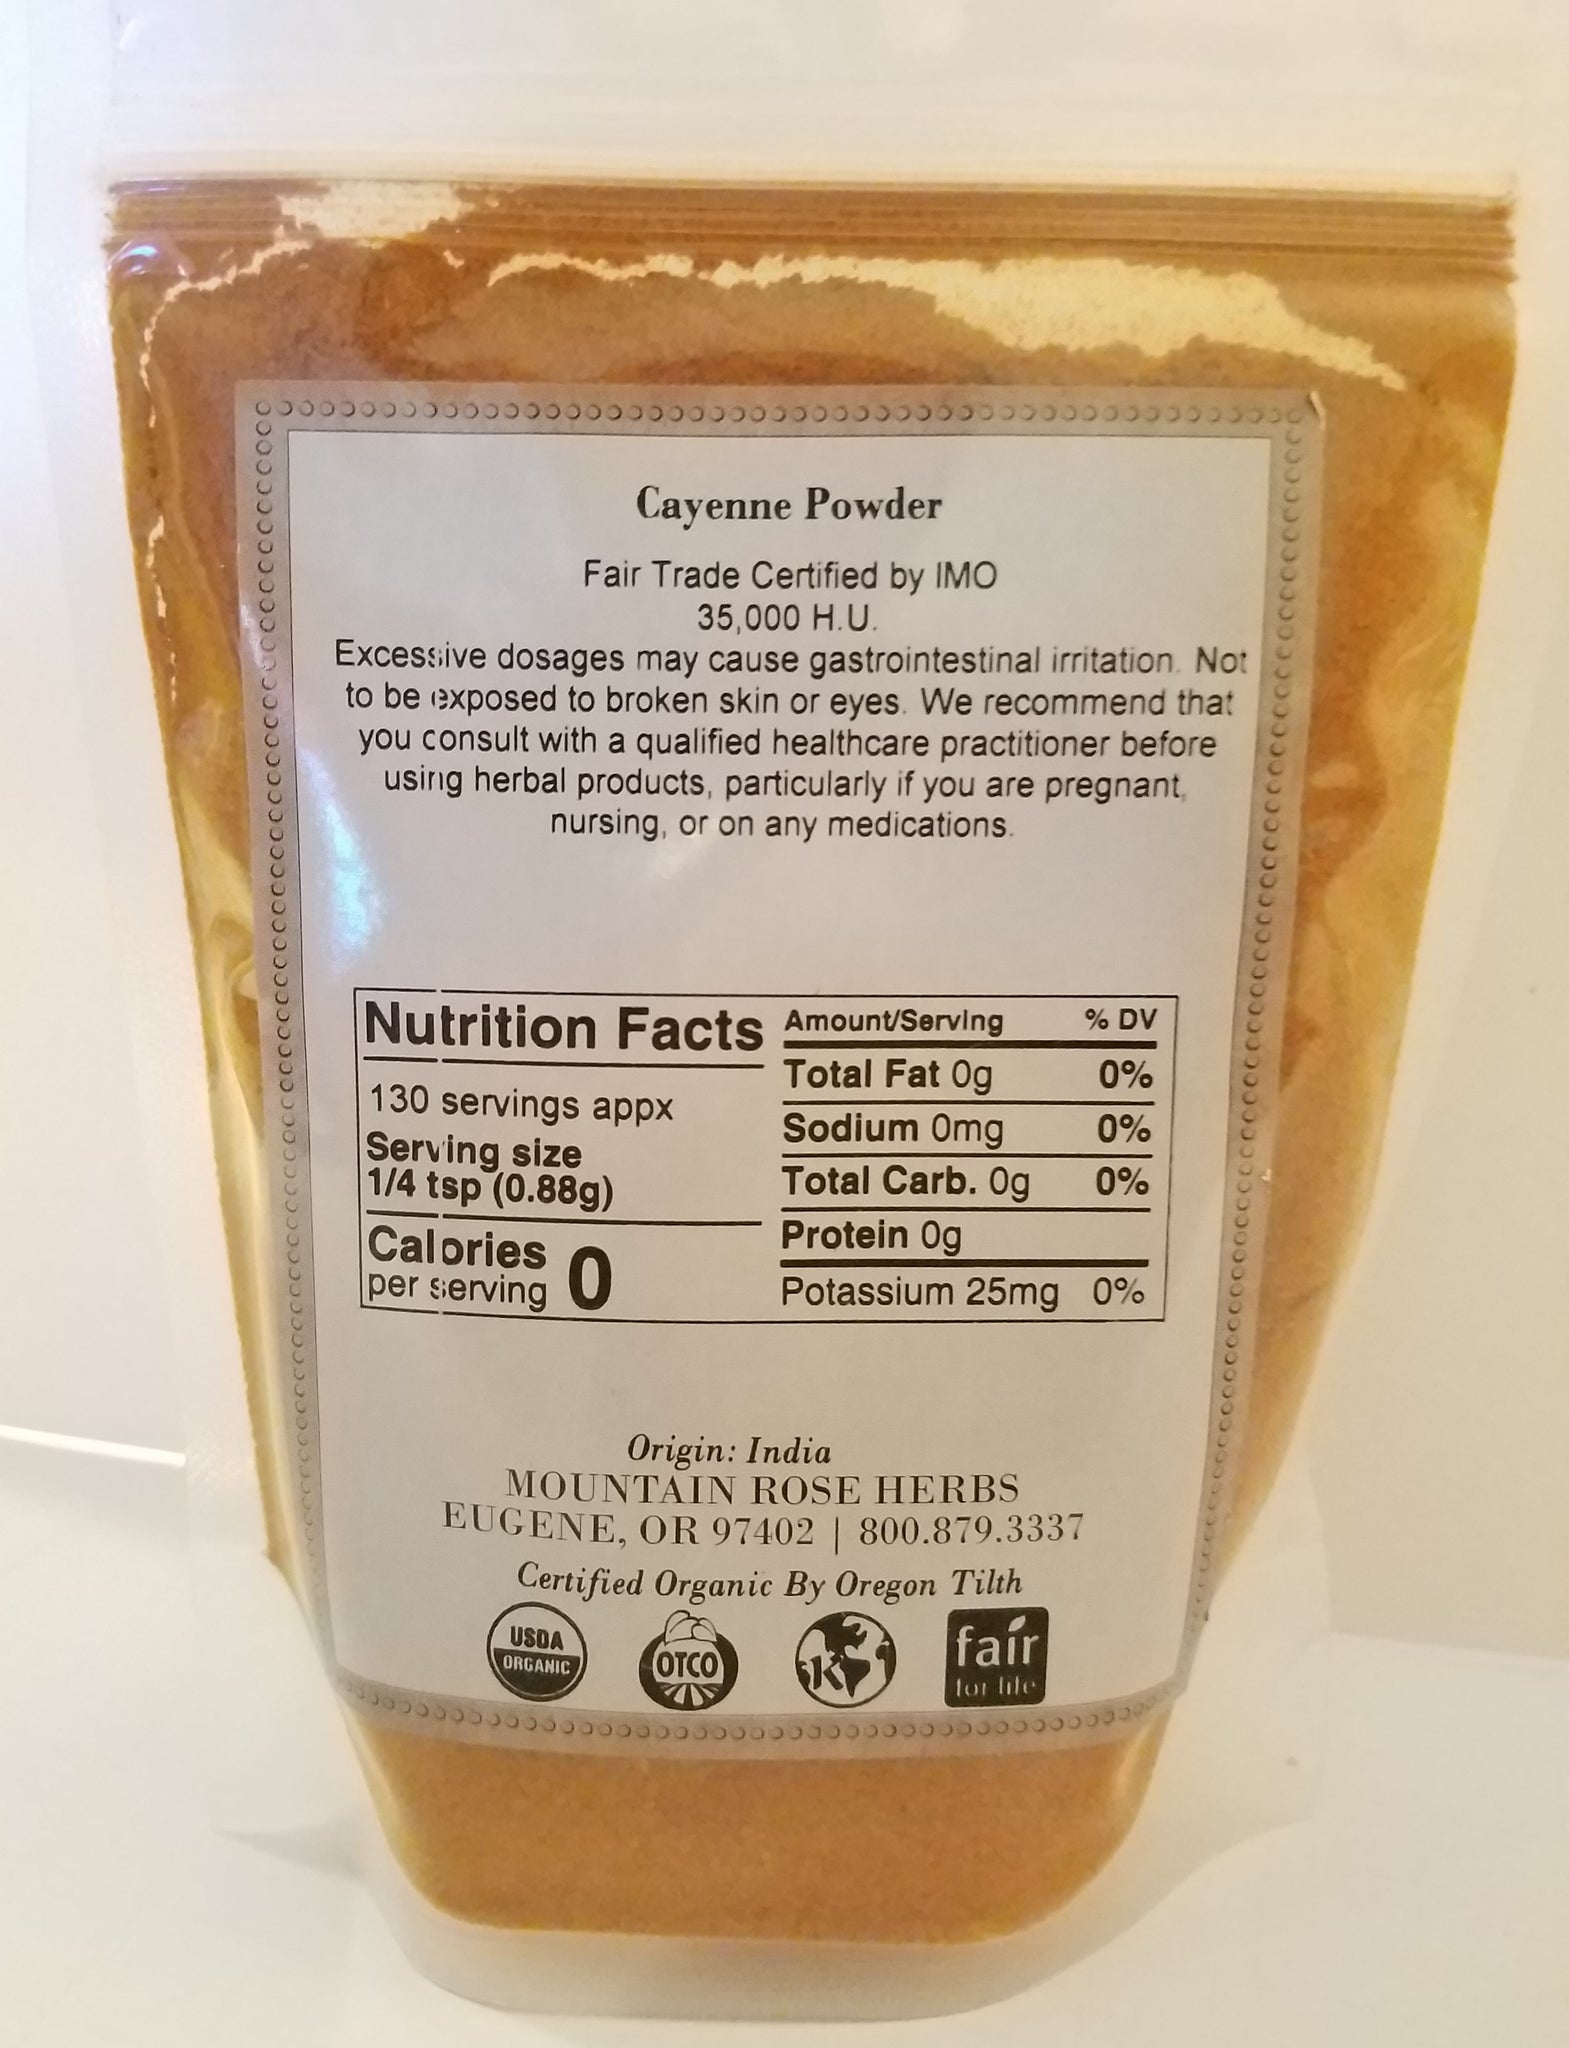 Cayenne Powder
Fair Trade Certified by IMO
35,000 H.U.
Excessive dosages may cause gastrointestinal irritation. Not
to be exposed to broken skin or eyes. We recommend that
you consult with a qualified healthcare practitioner before
using herbal products, particularly if you are pregnant,
nursing, or on any medications.
Nutrition Facts
130 servings appx
Serving size
1/4 tsp (0.88g)
Calories 0
per serving
Amount/Serving % DV
Total Fat 0g 0%
Sodium 0mg 0%
Total Carb. 0g 0%
Protein 0g
Potassium 25mg 0%
Origin: India
MOUNTAIN ROSE HERBS
EUGENE, OR 97402 | 800.879.3337
Certified Organic By Oregon Tilth
USDA
ORGANIC
OTCO
K
fair
for life